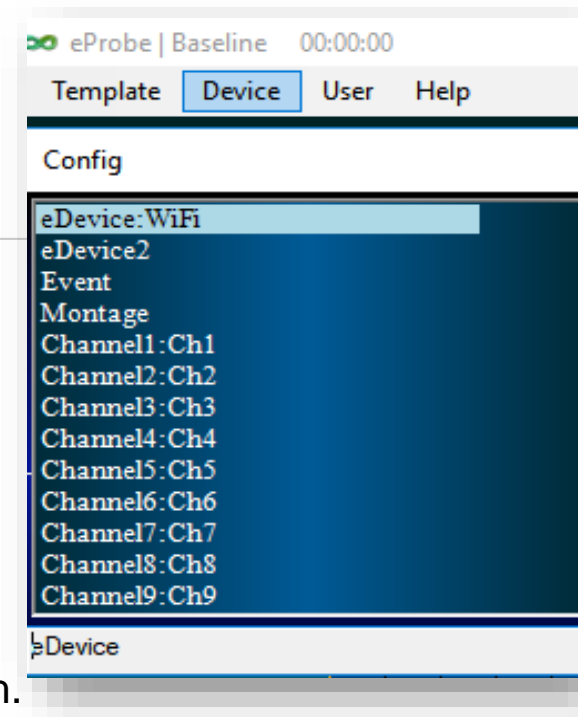 eProbe | Baseline 00:00:00
Template Device User Help
Config
eDevice:WiFi
eDevice2
Event
Montage
Channel1:Ch1
Channel2:Ch2
Channel3:Ch3
Channel4:Ch4
Channel5:Ch5
Channel6:Ch6
Channel7:Ch7
Channel8:Ch8
Channel9:Ch9
eDevice
n.